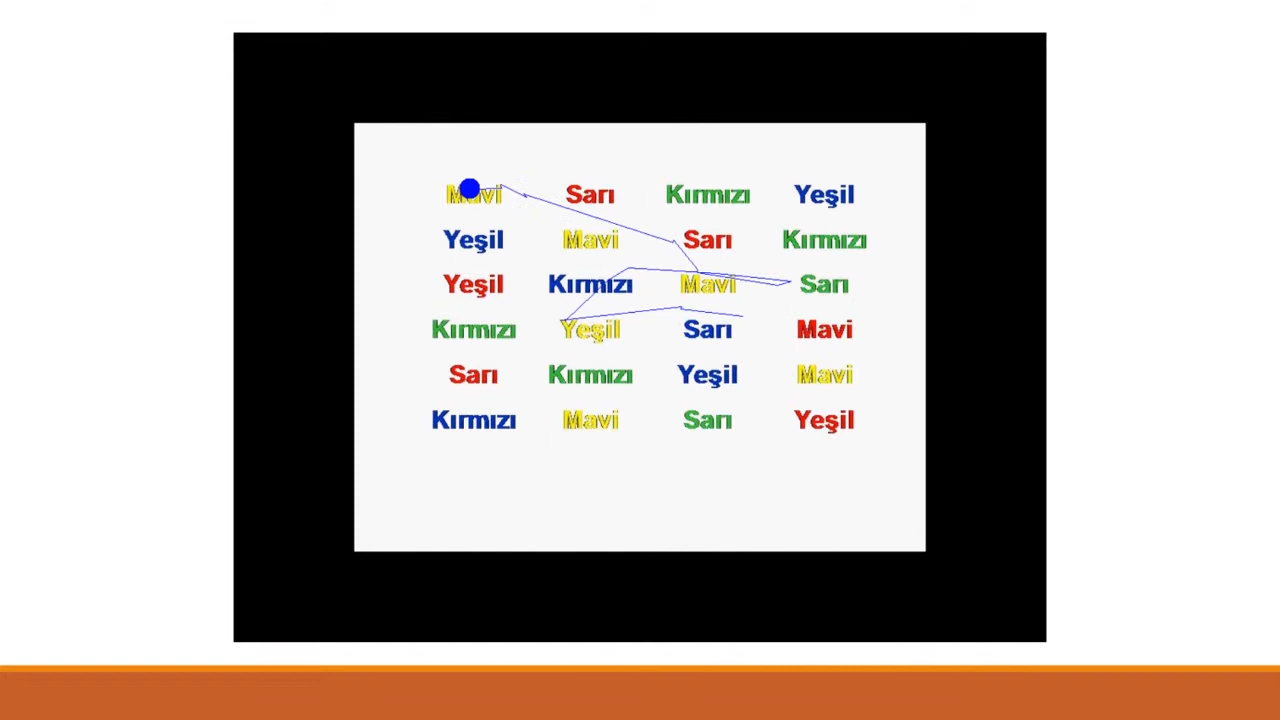 Mavi Sarı Kırmızı Yeşil
Yeşil Mavi Sarı Kırmızı
Yeşil Kırmızı Mavi Sarı
Kırmızı Yeşil Sarı Mavi
Sarı Kırmızı Yeşil Mavi
Kırmızı Mavi Sarı Yeşil